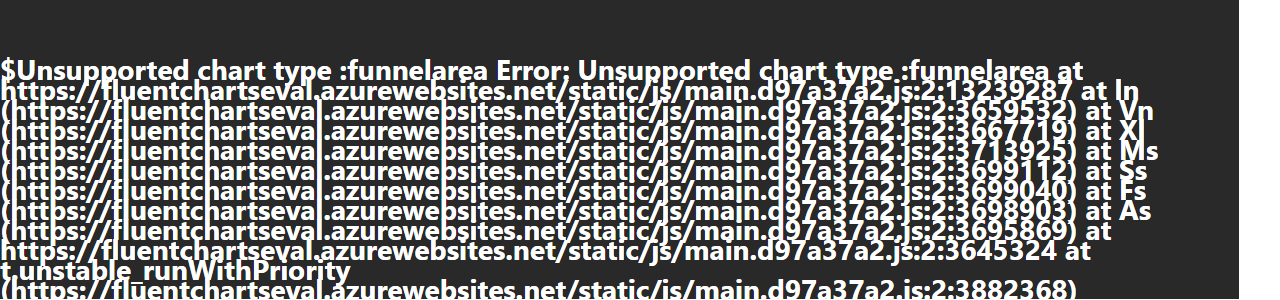 $Unsupported chart type :funnelarea Error: Unsupported chart type :funnelarea at
https://fluentchartseval.azurewebsites.net/static/js/main.d97a37a2.js:2:13239287 at ln
(https://fluentchartseval.azurewebsites.net/static/js/main.d97a37a2.js:2:3659532) at Vn
(https://fluentchartseval.azurewebsites.net/static/js/main.d97a37a2.js:2:3667719) at Xl
(https://fluentchartseval.azurewebsites.net/static/js/main.d97a37a2.js:2:3713925) at Ms
(https://fluentchartseval.azurewebsites.net/static/js/main.d97a37a2.js:2:3699112) at Ss
(https://fluentchartseval.azurewebsites.net/static/js/main.d97a37a2.js:2:3699040) at Fs
(https://fluentchartseval.azurewebsites.net/static/js/main.d97a37a2.js:2:3698903) at As
(https://fluentchartseval.azurewebsites.net/static/js/main.d97a37a2.js:2:3695869) at
https://fluentchartseval.azurewebsites.net/static/js/main.d97a37a2.js:2:3645324 at
t.unstable_runWithPriority
(https://fluentchartseval.azurewebsites.net/static/js/main.d97a37a2.js:2:3882368)